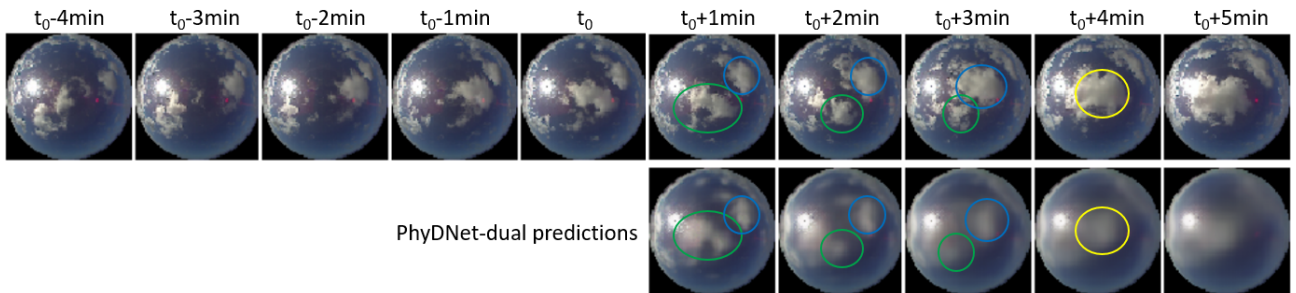 t₀-4min t₀-3min t₀-2min t₀-1min t₀ t₀+1min t₀+2min t₀+3min t₀+4min t₀+5min
PhyDNet-dual predictions